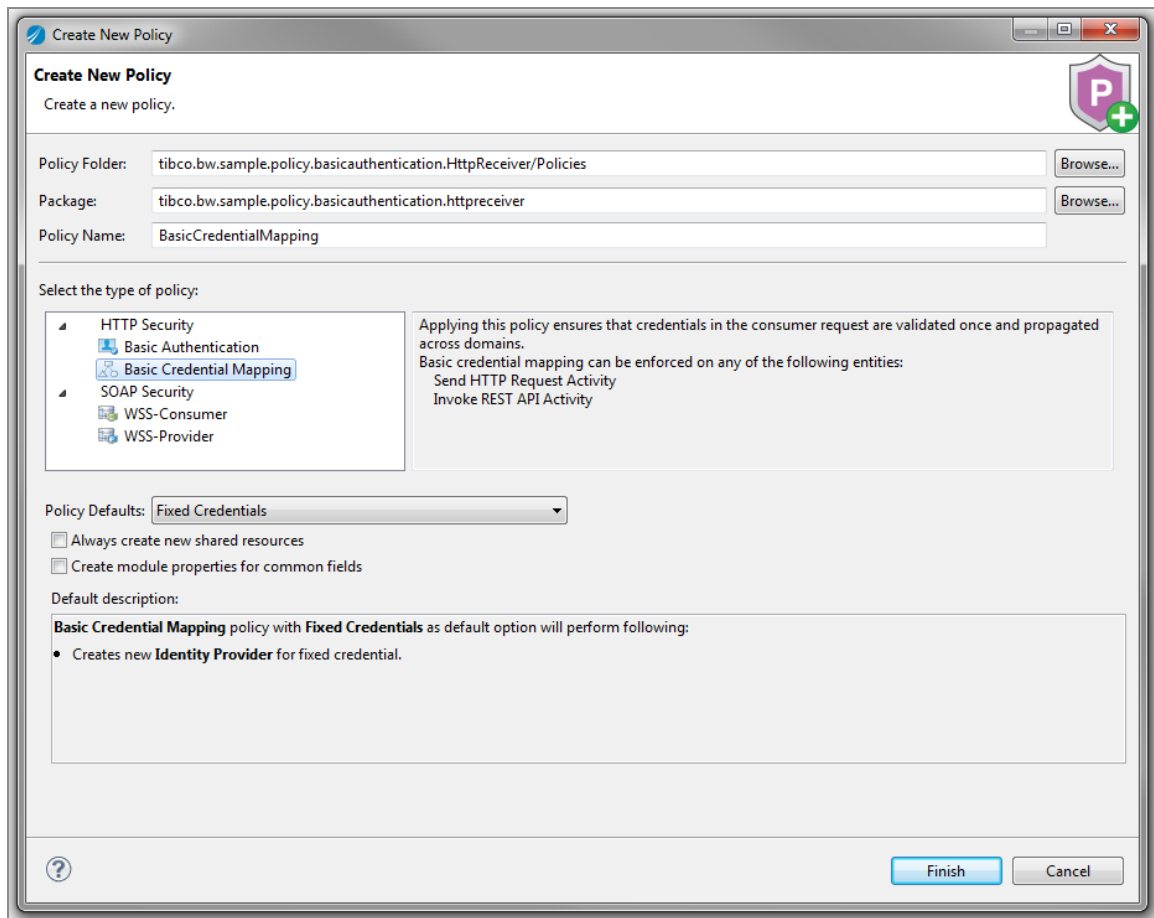 Create New Policy
Create New Policy
Create a new policy.
P
Policy Folder: tibco.bw.sample.policy.basicauthentication.HttpReceiver/Policies Browse...
Package: tibco.bw.sample.policy.basicauthentication.httpreceiver Browse...
Policy Name: BasicCredentialMapping
Select the type of policy:
HTTP Security
Basic Authentication
Basic Credential Mapping
SOAP Security
WSS-Consumer
WSS-Provider
Applying this policy ensures that credentials in the consumer request are validated once and propagated
across domains.
Basic credential mapping can be enforced on any of the following entities:
Send HTTP Request Activity
Invoke REST API Activity
Policy Defaults: Fixed Credentials
Always create new shared resources
Create module properties for common fields
Default description:
Basic Credential Mapping policy with Fixed Credentials as default option will perform following:
• Creates new Identity Provider for fixed credential.
?
Finish Cancel